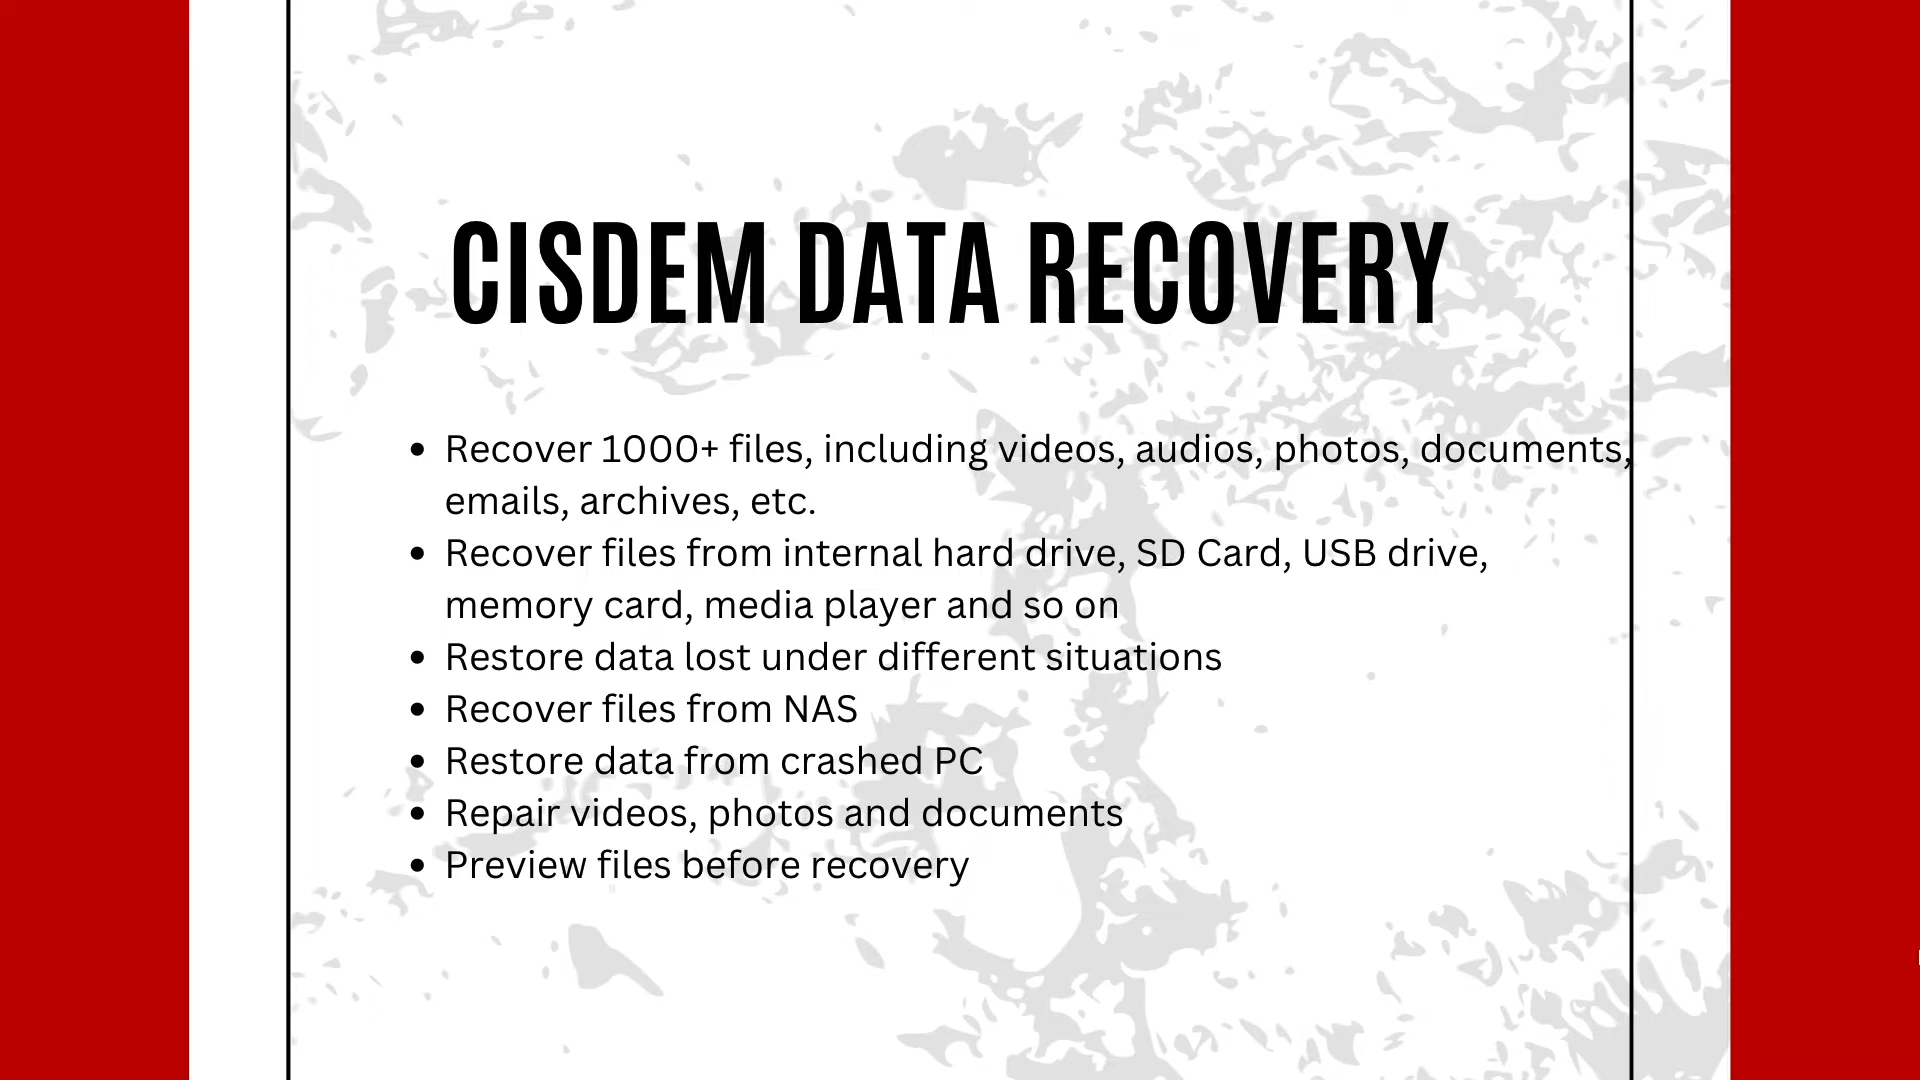 CISDEM DATA RECOVERY
• Recover 1000+ files, including videos, audios, photos, documents,
emails, archives, etc.
• Recover files from internal hard drive, SD Card, USB drive,
memory card, media player and so on
• Restore data lost under different situations
• Recover files from NAS
• Restore data from crashed PC
• Repair videos, photos and documents
• Preview files before recovery